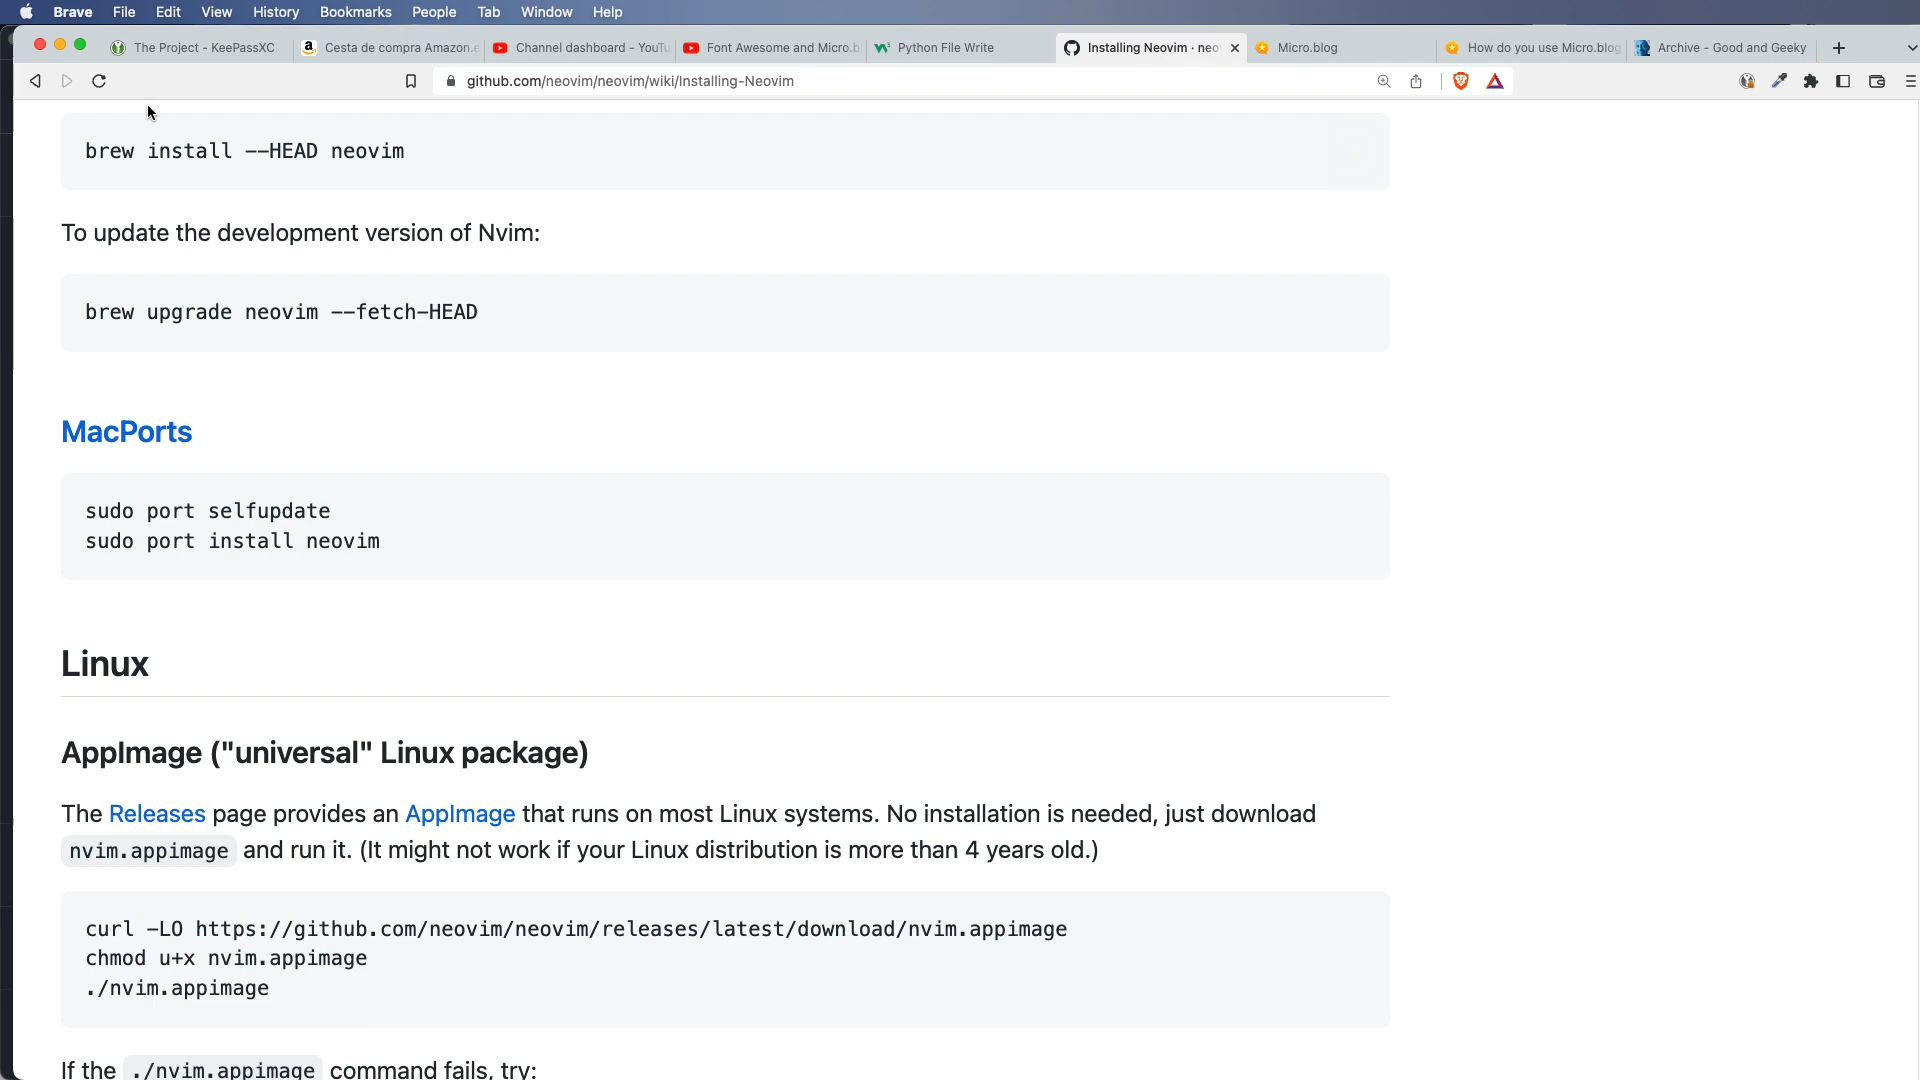 Brave File Edit View History Bookmarks People Tab Window Help
The Project - KeePassXC
Cesta de compra Amazon.e
Channel dashboard - YouTu
Font Awesome and Micro.b
Python File Write
Installing Neovim · neo
Micro.blog
How do you use Micro.blog
Archive - Good and Geeky
github.com/neovim/neovim/wiki/Installing-Neovim
brew install --HEAD neovim
To update the development version of Nvim:
brew upgrade neovim --fetch-HEAD
MacPorts
sudo port selfupdate
sudo port install neovim
Linux
AppImage ("universal" Linux package)
The Releases page provides an AppImage that runs on most Linux systems. No installation is needed, just download
nvim.appimage and run it. (It might not work if your Linux distribution is more than 4 years old.)
curl -LO https://github.com/neovim/neovim/releases/latest/download/nvim.appimage
chmod u+x nvim.appimage
./nvim.appimage
If the ./nvim.appimage command fails, try: